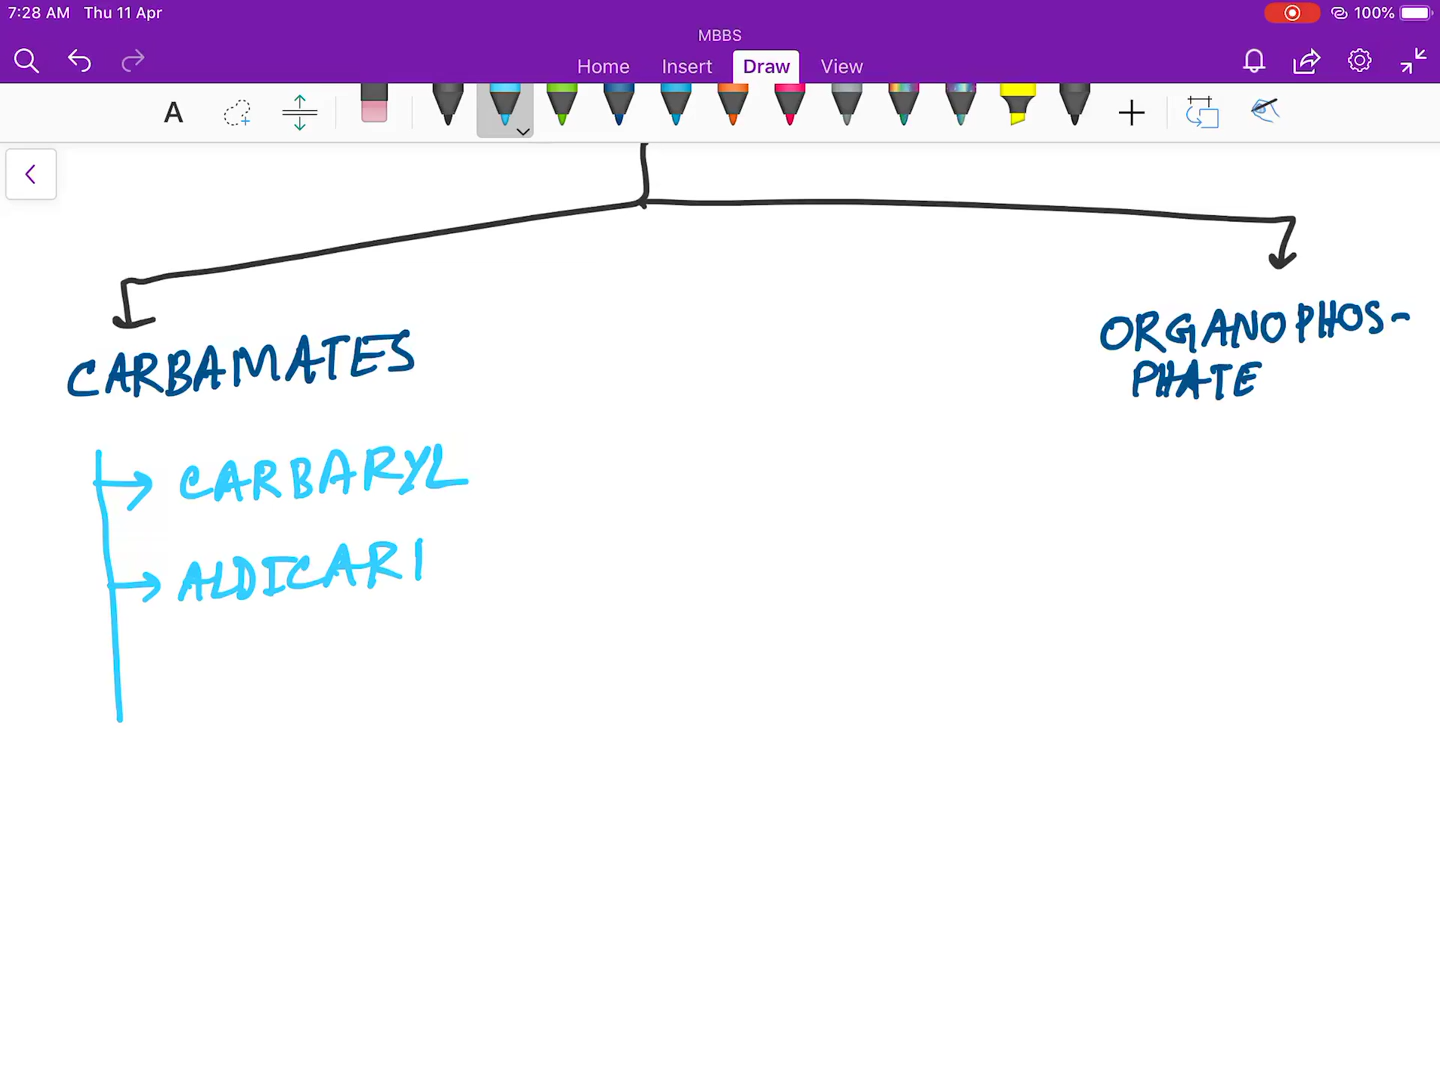 7:28 AM Thu 11 Apr
100%
MBBS
Home Insert Draw View
A
CARBAMATES
ORGANOPHOS-
PHATE
→ CARBARYL
→ ALDICARI